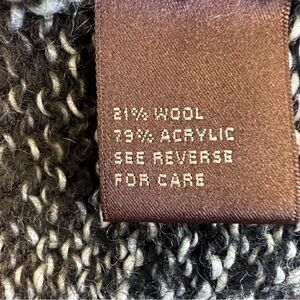 21% WOOL
79% ACRYLIC
SEE REVERSE
FOR CARE